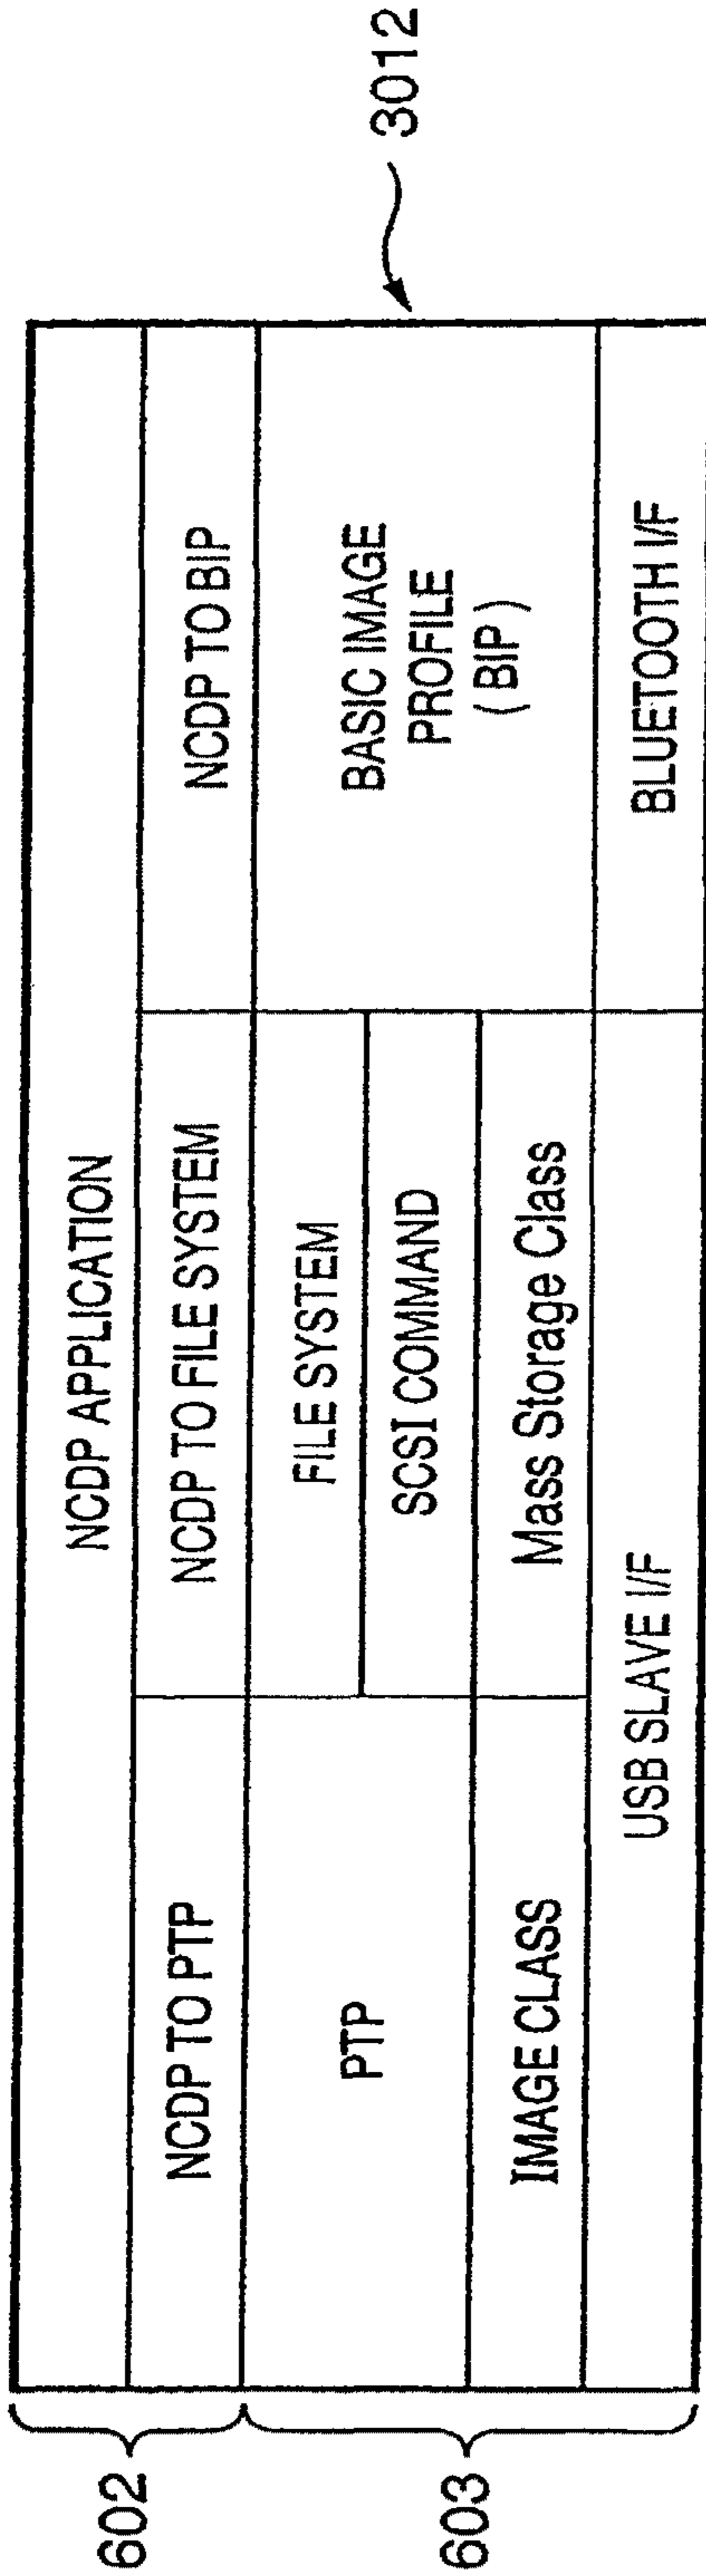 3012
NCDP APPLICATION
602
NCDP TO PTP
NCDP TO FILE SYSTEM
NCDP TO BIP
603
PTP
FILE SYSTEM
SCSI COMMAND
BASIC IMAGE
PROFILE
( BIP )
IMAGE CLASS
Mass Storage Class
USB SLAVE I/F
BLUETOOTH I/F